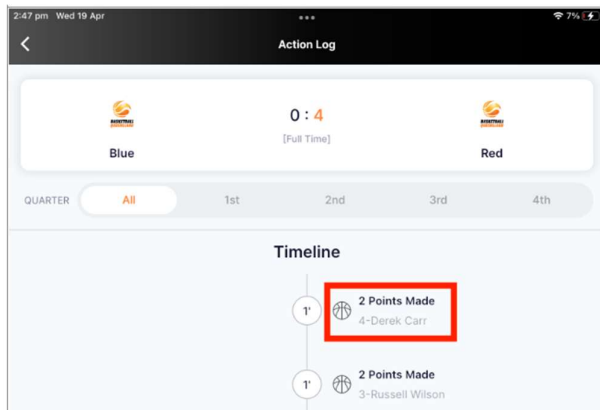 2:47 pm Wed 19 Apr
7%
Action Log
0 : 4
[Full Time]
Blue
Red
QUARTER
All
1st
2nd
3rd
4th
Timeline
1'
2 Points Made
4-Derek Carr
1'
2 Points Made
3-Russell Wilson